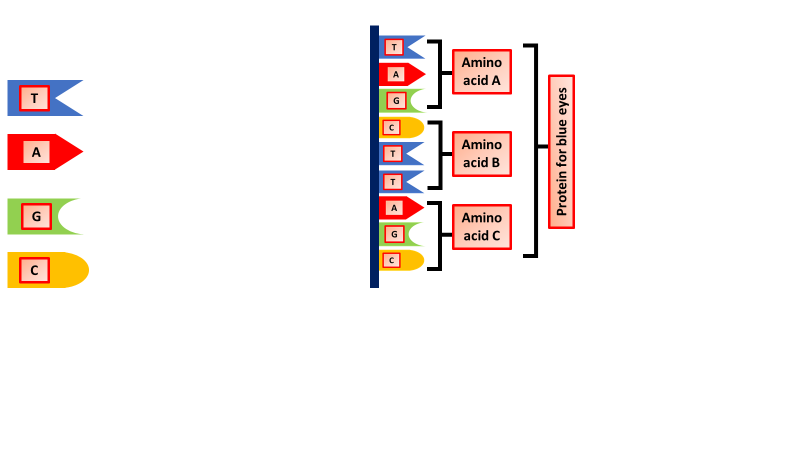 T
A
G
C
T
A
G
C
T
T
A
G
C
Amino
acid A
Amino
acid B
Amino
acid C
Protein for blue eyes